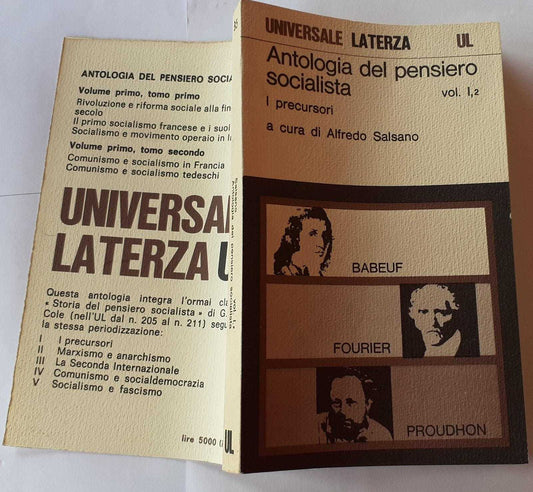 UNIVERSALE LATERZA UL
Antologia del pensiero
socialista vol. I,2
I precursori
a cura di Alfredo Salsano
BABEUF
FOURIER
PROUDHON
ANTOLOGIA DEL PENSIERO SOCIA
Volume primo, tomo primo
Rivoluzione e riforma sociale alla fin
secolo
Il primo socialismo francese e i suoi
Socialismo e movimento operaio in I
Volume primo, tomo secondo
Comunismo e socialismo in Francia
Comunismo e socialismo tedeschi
UNIVERSAL
LATERZA U
Questa antologia integra l'ormai cla
« Storia del pensiero socialista » di G.
Cole (nell'UL dal n. 205 al n. 211) segu
la stessa periodizzazione:
I I precursori
II Marxismo e anarchismo
III La Seconda Internazionale
IV Comunismo e socialdemocrazia
V Socialismo e fascismo
lire 5000
UL